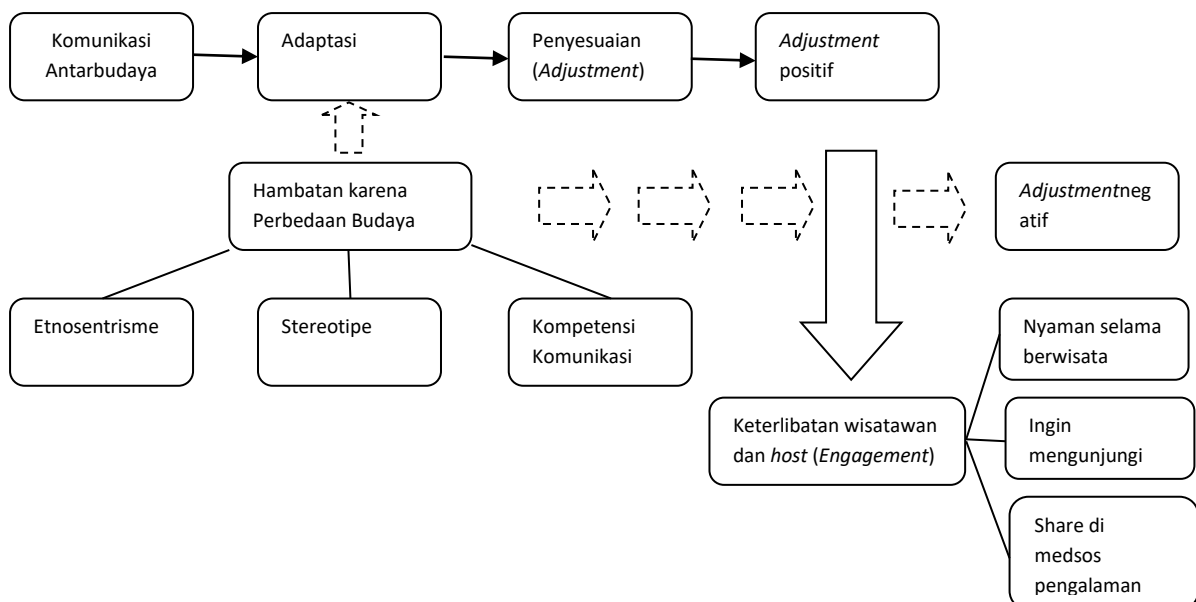 Komunikasi
Antarbudaya
Adaptasi
Penyesuaian
(Adjustment)
Adjustment
positif
Hambatan karena
Perbedaan Budaya
Adjustmentneg
atif
Etnosentrisme
Stereotipe
Kompetensi
Komunikasi
Nyaman selama
berwisata
Keterlibatan wisatawan
dan host (Engagement)
Ingin
mengunjungi
Share di
medsos
pengalaman